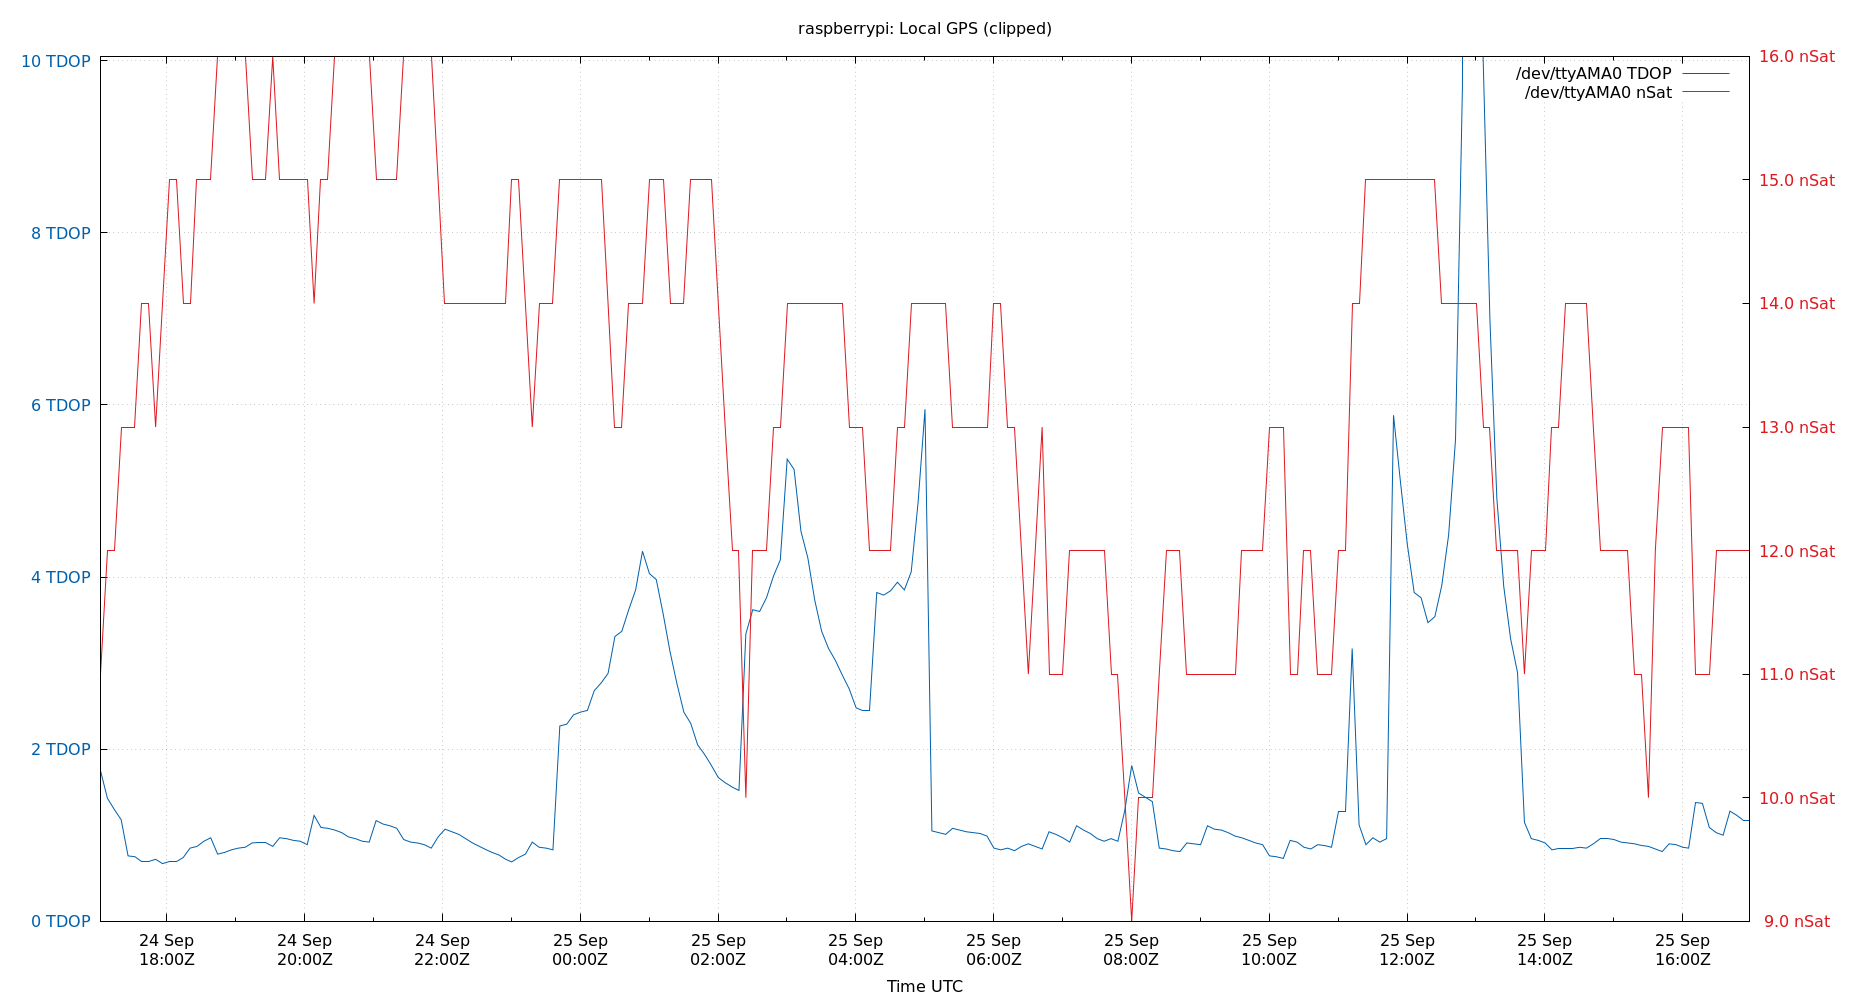 raspberrypi: Local GPS (clipped)
10 TDOP
8 TDOP
6 TDOP
4 TDOP
2 TDOP
0 TDOP
16.0 nSat
15.0 nSat
14.0 nSat
13.0 nSat
12.0 nSat
11.0 nSat
10.0 nSat
9.0 nSat
/dev/ttyAMA0 TDOP
/dev/ttyAMA0 nSat
24 Sep 24 Sep 24 Sep 25 Sep 25 Sep 25 Sep 25 Sep 25 Sep 25 Sep 25 Sep 25 Sep 25 Sep
18:00Z 20:00Z 22:00Z 00:00Z 02:00Z 04:00Z 06:00Z 08:00Z 10:00Z 12:00Z 14:00Z 16:00Z
Time UTC